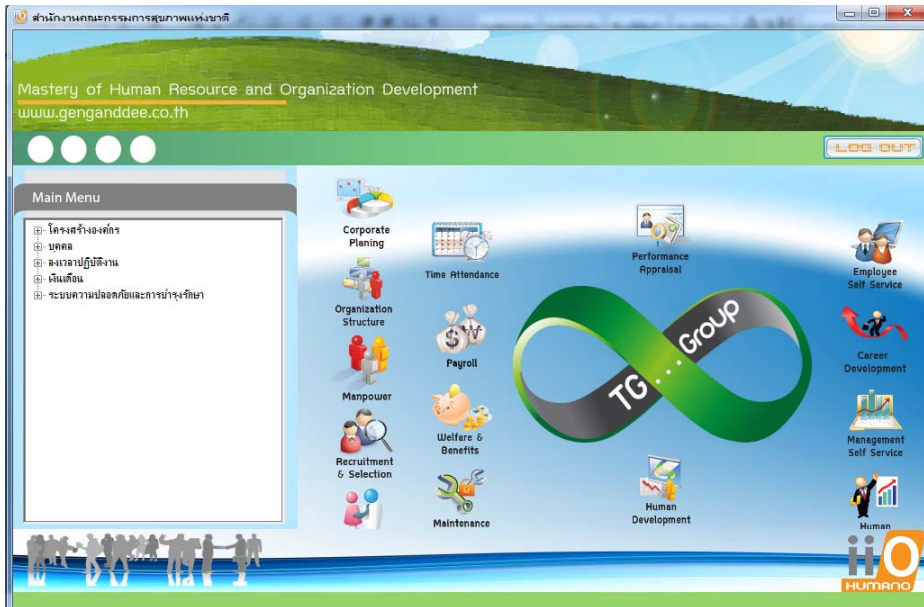 สำนักงานคณะกรรมการสุขภาพแห่งชาติ
Mastery of Human Resource and Organization Development
www.genganddee.co.th
LOG OUT
Main Menu
โครงสร้างองค์กร
บุคคล
ลงเวลาปฏิบัติงาน
เงินเดือน
ระบบความปลอดภัยและการบำรุงรักษา
Corporate
Planing
Organization
Structure
Manpower
Recruitment
& Selection
Time Attendance
Payroll
Welfare &
Benefits
Maintenance
Performance
Appraisal
TG... Group
Human
Development
Employee
Self Service
Career
Development
Management
Self Service
Human
HUMANO